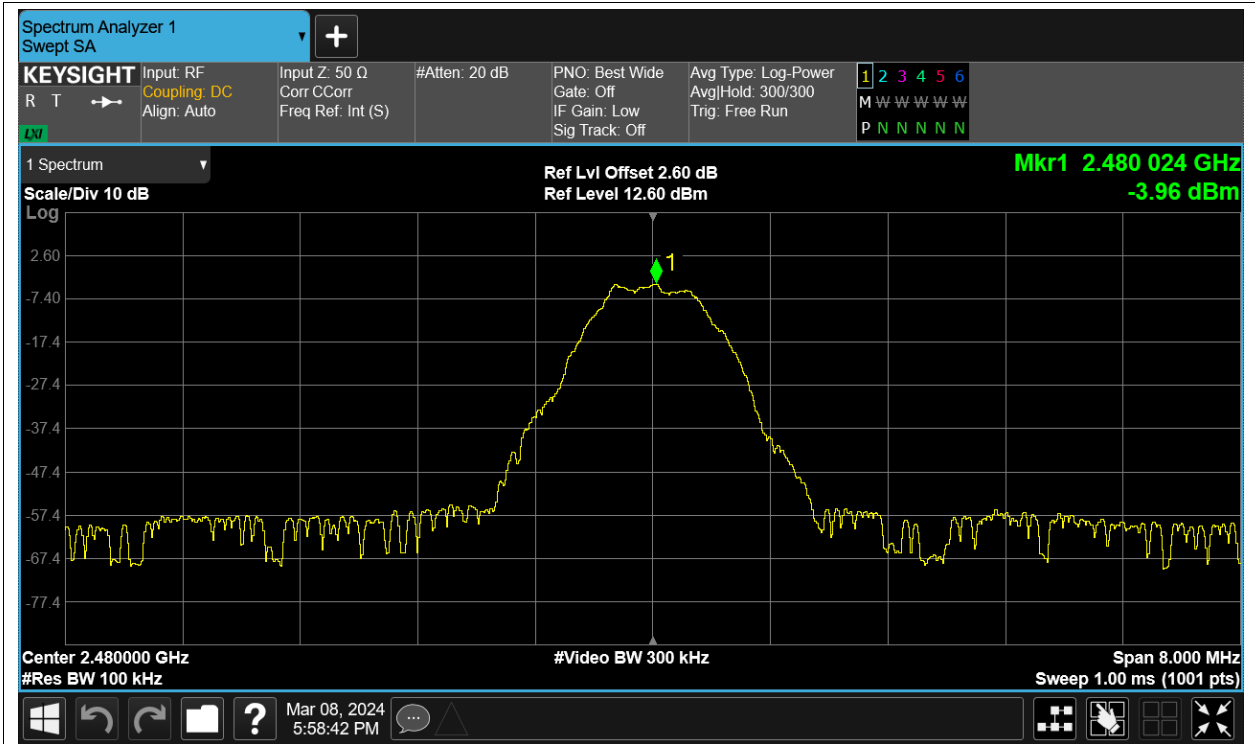 Spectrum Analyzer 1
Swept SA
KEYSIGHT
R T
LXI
Input: RF
Coupling: DC
Align: Auto
Input Z: 50 Ω
Corr CCorr
Freq Ref: Int (S)
#Atten: 20 dB
PNO: Best Wide
Gate: Off
IF Gain: Low
Sig Track: Off
Avg Type: Log-Power
Avg|Hold: 300/300
Trig: Free Run
1 2 3 4 5 6
M W W W W W W
P N N N N N
1 Spectrum
Scale/Div 10 dB
Log
Ref Lvl Offset 2.60 dB
Ref Level 12.60 dBm
Mkr1 2.480 024 GHz
-3.96 dBm
1
2.60
-7.40
-17.4
-27.4
-37.4
-47.4
-57.4
-67.4
-77.4
Center 2.480000 GHz
#Res BW 100 kHz
#Video BW 300 kHz
Span 8.000 MHz
Sweep 1.00 ms (1001 pts)
?
Mar 08, 2024
5:58:42 PM